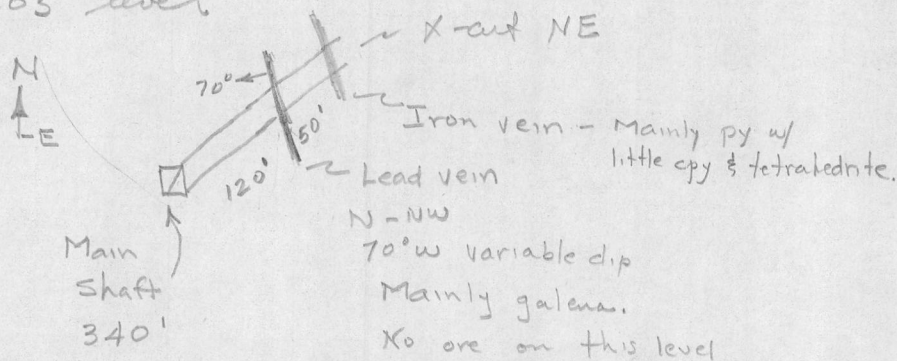 level
N
E
70°
X-cut NE
Iron vein - Mainly py w/
little cpy & tetrahedrite.
50'
120'
Lead vein
N-NW
70°W variable dip
Mainly galena.
No ore on this level
Main
Shaft
340'